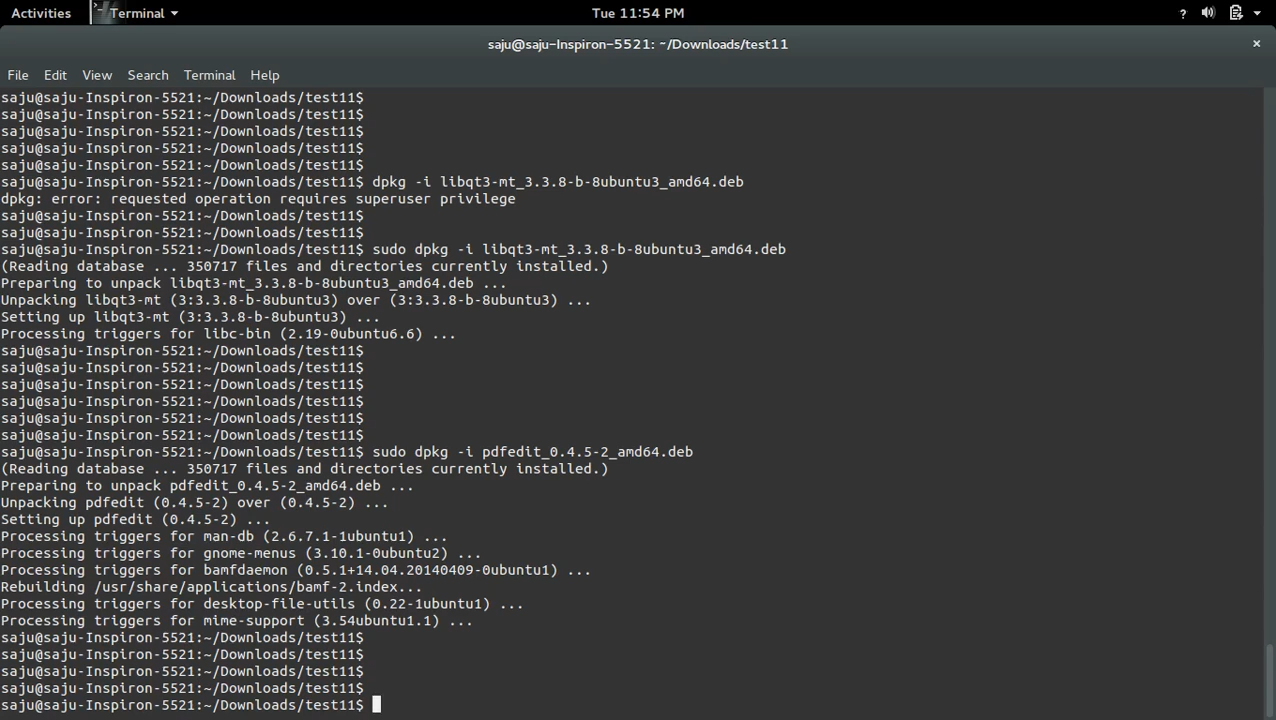 Activities Terminal Tue 11:54 PM ?
saju@saju-Inspiron-5521: ~/Downloads/test11 ×
File Edit View Search Terminal Help
saju@saju-Inspiron-5521:~/Downloads/test11$
saju@saju-Inspiron-5521:~/Downloads/test11$
saju@saju-Inspiron-5521:~/Downloads/test11$
saju@saju-Inspiron-5521:~/Downloads/test11$
saju@saju-Inspiron-5521:~/Downloads/test11$
saju@saju-Inspiron-5521:~/Downloads/test11$ dpkg -i libqt3-mt_3.3.8-b-8ubuntu3_amd64.deb
dpkg: error: requested operation requires superuser privilege
saju@saju-Inspiron-5521:~/Downloads/test11$
saju@saju-Inspiron-5521:~/Downloads/test11$
saju@saju-Inspiron-5521:~/Downloads/test11$ sudo dpkg -i libqt3-mt_3.3.8-b-8ubuntu3_amd64.deb
(Reading database ... 350717 files and directories currently installed.)
Preparing to unpack libqt3-mt_3.3.8-b-8ubuntu3_amd64.deb ...
Unpacking libqt3-mt (3:3.3.8-b-8ubuntu3) over (3:3.3.8-b-8ubuntu3) ...
Setting up libqt3-mt (3:3.3.8-b-8ubuntu3) ...
Processing triggers for libc-bin (2.19-0ubuntu6.6) ...
saju@saju-Inspiron-5521:~/Downloads/test11$
saju@saju-Inspiron-5521:~/Downloads/test11$
saju@saju-Inspiron-5521:~/Downloads/test11$
saju@saju-Inspiron-5521:~/Downloads/test11$
saju@saju-Inspiron-5521:~/Downloads/test11$
saju@saju-Inspiron-5521:~/Downloads/test11$
saju@saju-Inspiron-5521:~/Downloads/test11$ sudo dpkg -i pdfedit_0.4.5-2_amd64.deb
(Reading database ... 350717 files and directories currently installed.)
Preparing to unpack pdfedit_0.4.5-2_amd64.deb ...
Unpacking pdfedit (0.4.5-2) over (0.4.5-2) ...
Setting up pdfedit (0.4.5-2) ...
Processing triggers for man-db (2.6.7.1-1ubuntu1) ...
Processing triggers for gnome-menus (3.10.1-0ubuntu2) ...
Processing triggers for bamfdaemon (0.5.1+14.04.20140409-0ubuntu1) ...
Rebuilding /usr/share/applications/bamf-2.index...
Processing triggers for desktop-file-utils (0.22-1ubuntu1) ...
Processing triggers for mime-support (3.54ubuntu1.1) ...
saju@saju-Inspiron-5521:~/Downloads/test11$
saju@saju-Inspiron-5521:~/Downloads/test11$
saju@saju-Inspiron-5521:~/Downloads/test11$
saju@saju-Inspiron-5521:~/Downloads/test11$
saju@saju-Inspiron-5521:~/Downloads/test11$